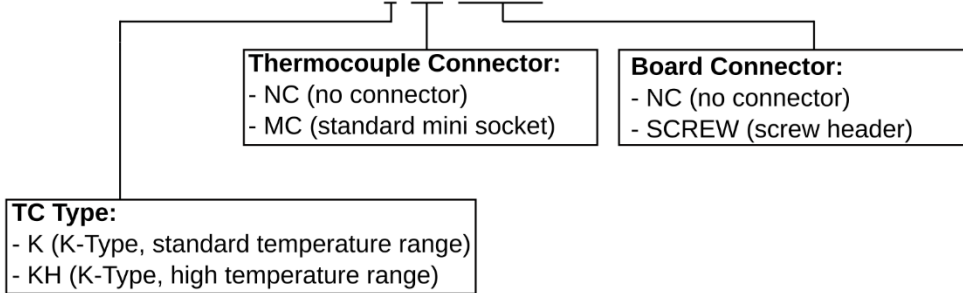 Thermocouple Connector:
- NC (no connector)
- MC (standard mini socket)
Board Connector:
- NC (no connector)
- SCREW (screw header)
TC Type:
- K (K-Type, standard temperature range)
- KH (K-Type, high temperature range)